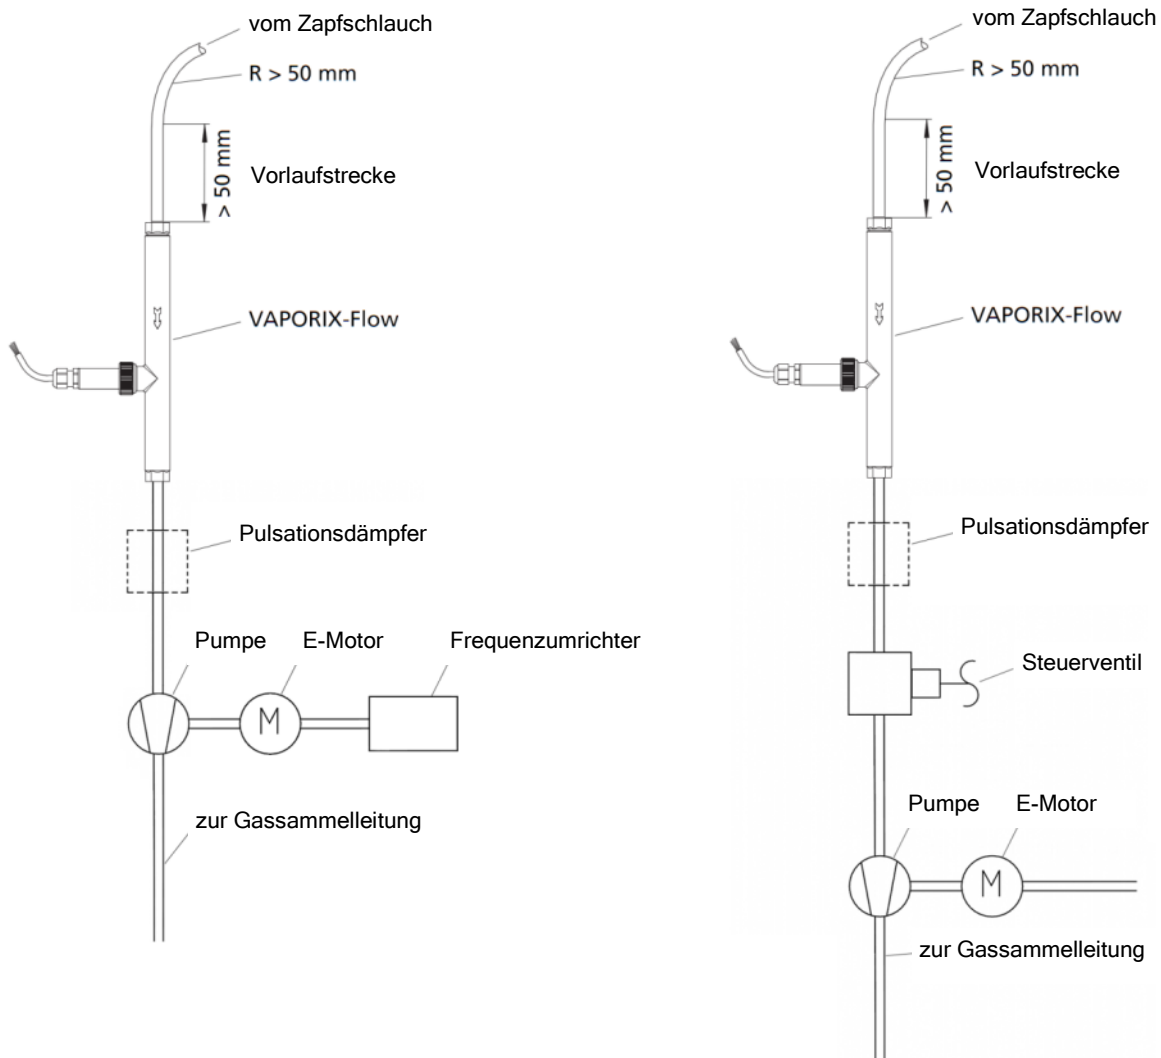 vom Zapfschlauch
R > 50 mm
> 50 mm
Vorlaufstrecke
VAPORIX-Flow
Pulsationsdämpfer
Pumpe
E-Motor
Frequenzumrichter
M
zur Gassammelleitung
vom Zapfschlauch
R > 50 mm
> 50 mm
Vorlaufstrecke
VAPORIX-Flow
Pulsationsdämpfer
Steuerventil
Pumpe
E-Motor
M
zur Gassammelleitung